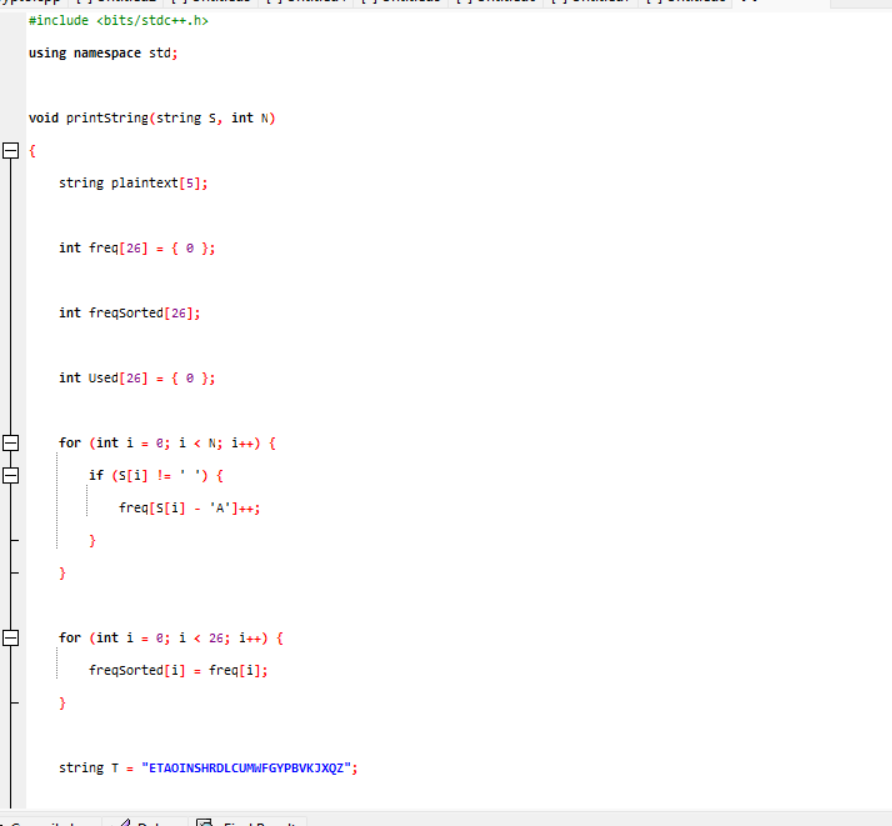 #include <bits/stdc++.h>
using namespace std;
void printString(string S, int N)
{
string plaintext[5];
int freq[26] = { 0 };
int freqSorted[26];
int Used[26] = { 0 };
for (int i = 0; i < N; i++) {
if (S[i] != ' ') {
freq[S[i] - 'A']++;
}
}
for (int i = 0; i < 26; i++) {
freqSorted[i] = freq[i];
}
string T = "ETAOINSHRDLCUMWFGYPBVKJXQZ";